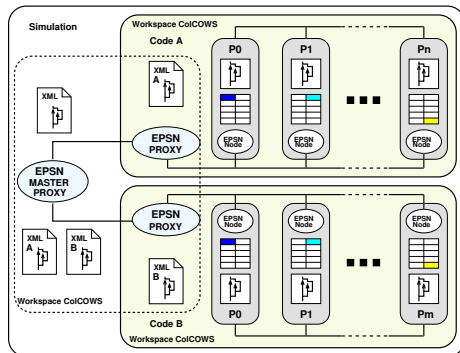 Simulation
Workspace ColCOWS
Code A
P0
P1
Pn
XML
A
XML
EPSN
PROXY
EPSN
Node
EPSN
Node
EPSN
Node
EPSN
MASTER
PROXY
EPSN
PROXY
EPSN
Node
EPSN
Node
EPSN
Node
XML
A
XML
B
XML
B
Workspace ColCOWS
Code B
P0
P1
Pm
Workspace ColCOWS